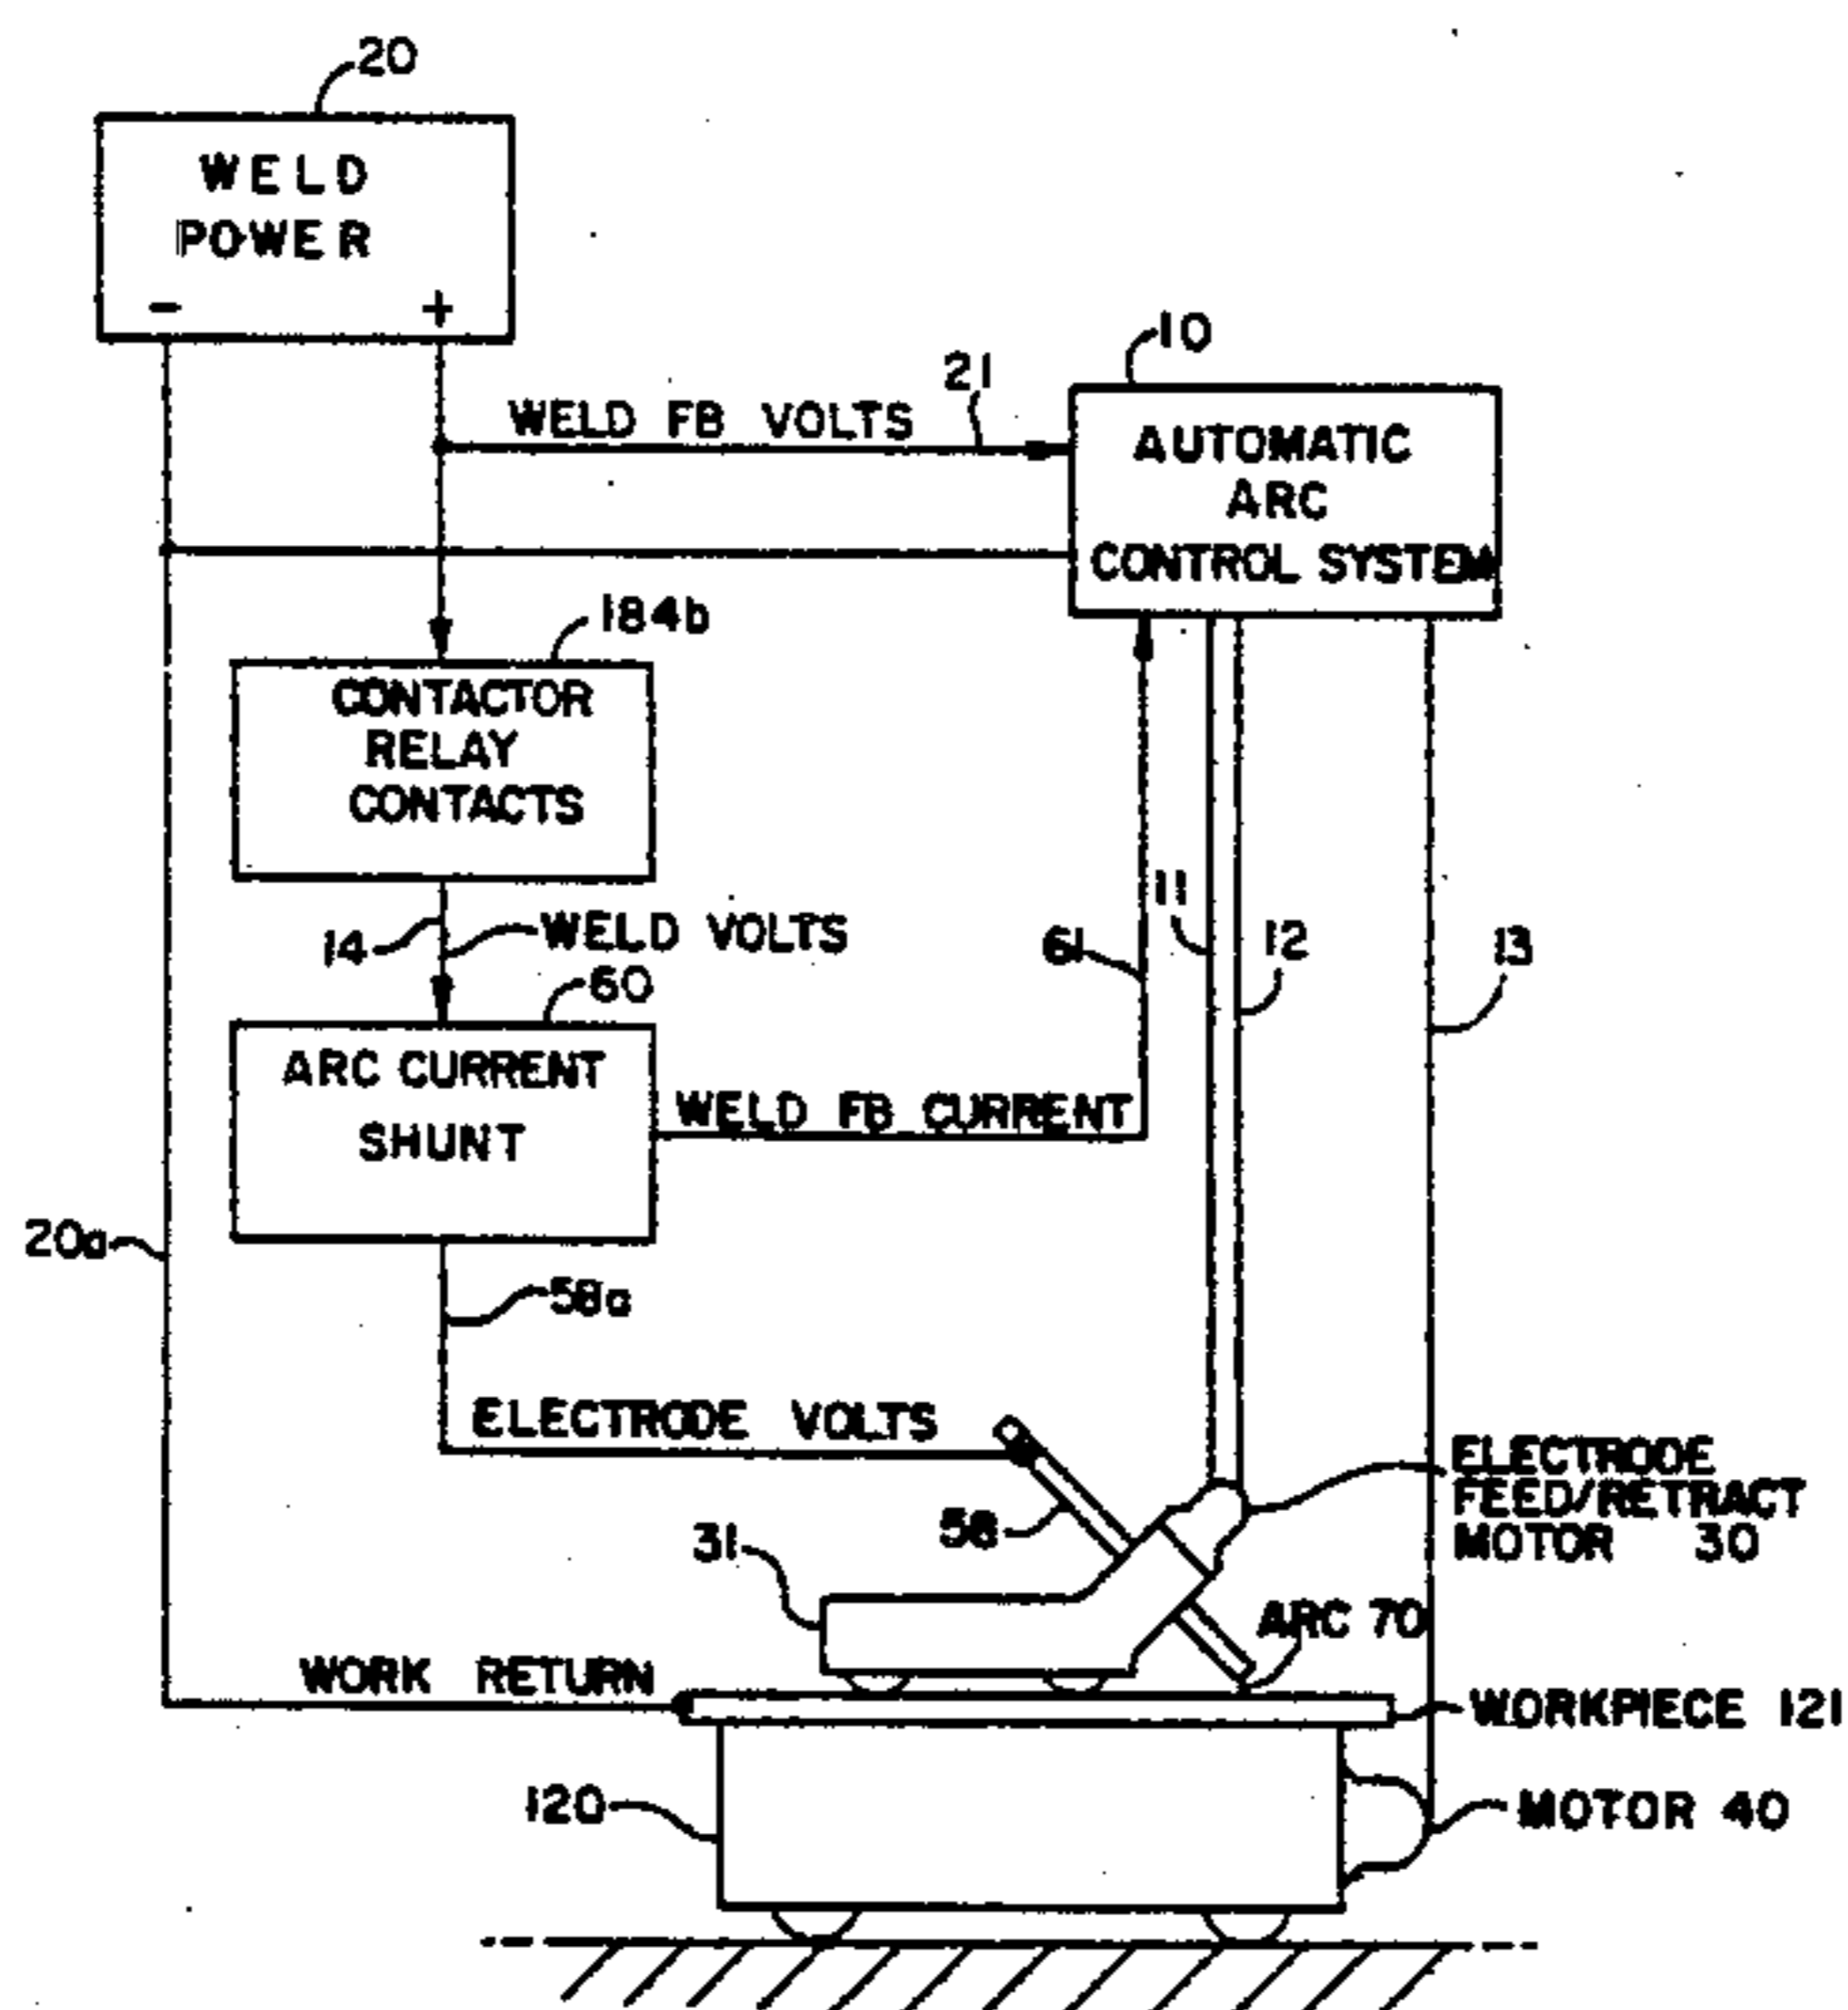 20
WELD
POWER
- +
10
21
WELD FB VOLTS
AUTOMATIC
ARC
CONTROL SYSTEM
184b
CONTACTOR
RELAY
CONTACTS
11
12
13
14
WELD VOLTS
61
60
ARC CURRENT
SHUNT
WELD FB CURRENT
20a
58a
ELECTRODE VOLTS
ELECTRODE
FEED/RETRACT
MOTOR 30
58
31
ARC 70
WORK RETURN
WORKPIECE 121
120
MOTOR 40